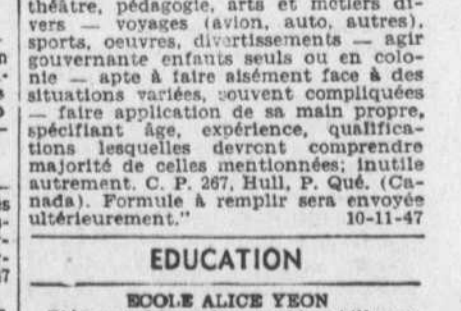 théâtre, pédagogie, arts et métiers di-
vers — voyages (avion, auto, autres),
sports, oeuvres, divertissements — agir
gouvernante enfants seuls ou en colo-
nie — apte à faire aisément face à des
situations variées, souvent compliquées
— faire application de sa main propre,
spécifiant âge, expérience, qualifica-
tions lesquelles devront comprendre
majorité de celles mentionnées; inutile
autrement. C. P. 267, Hull, P. Qué. (Ca-
nada). Formule à remplir sera envoyée
ultérieurement." 10-11-47
EDUCATION
ECOLE ALICE YEON